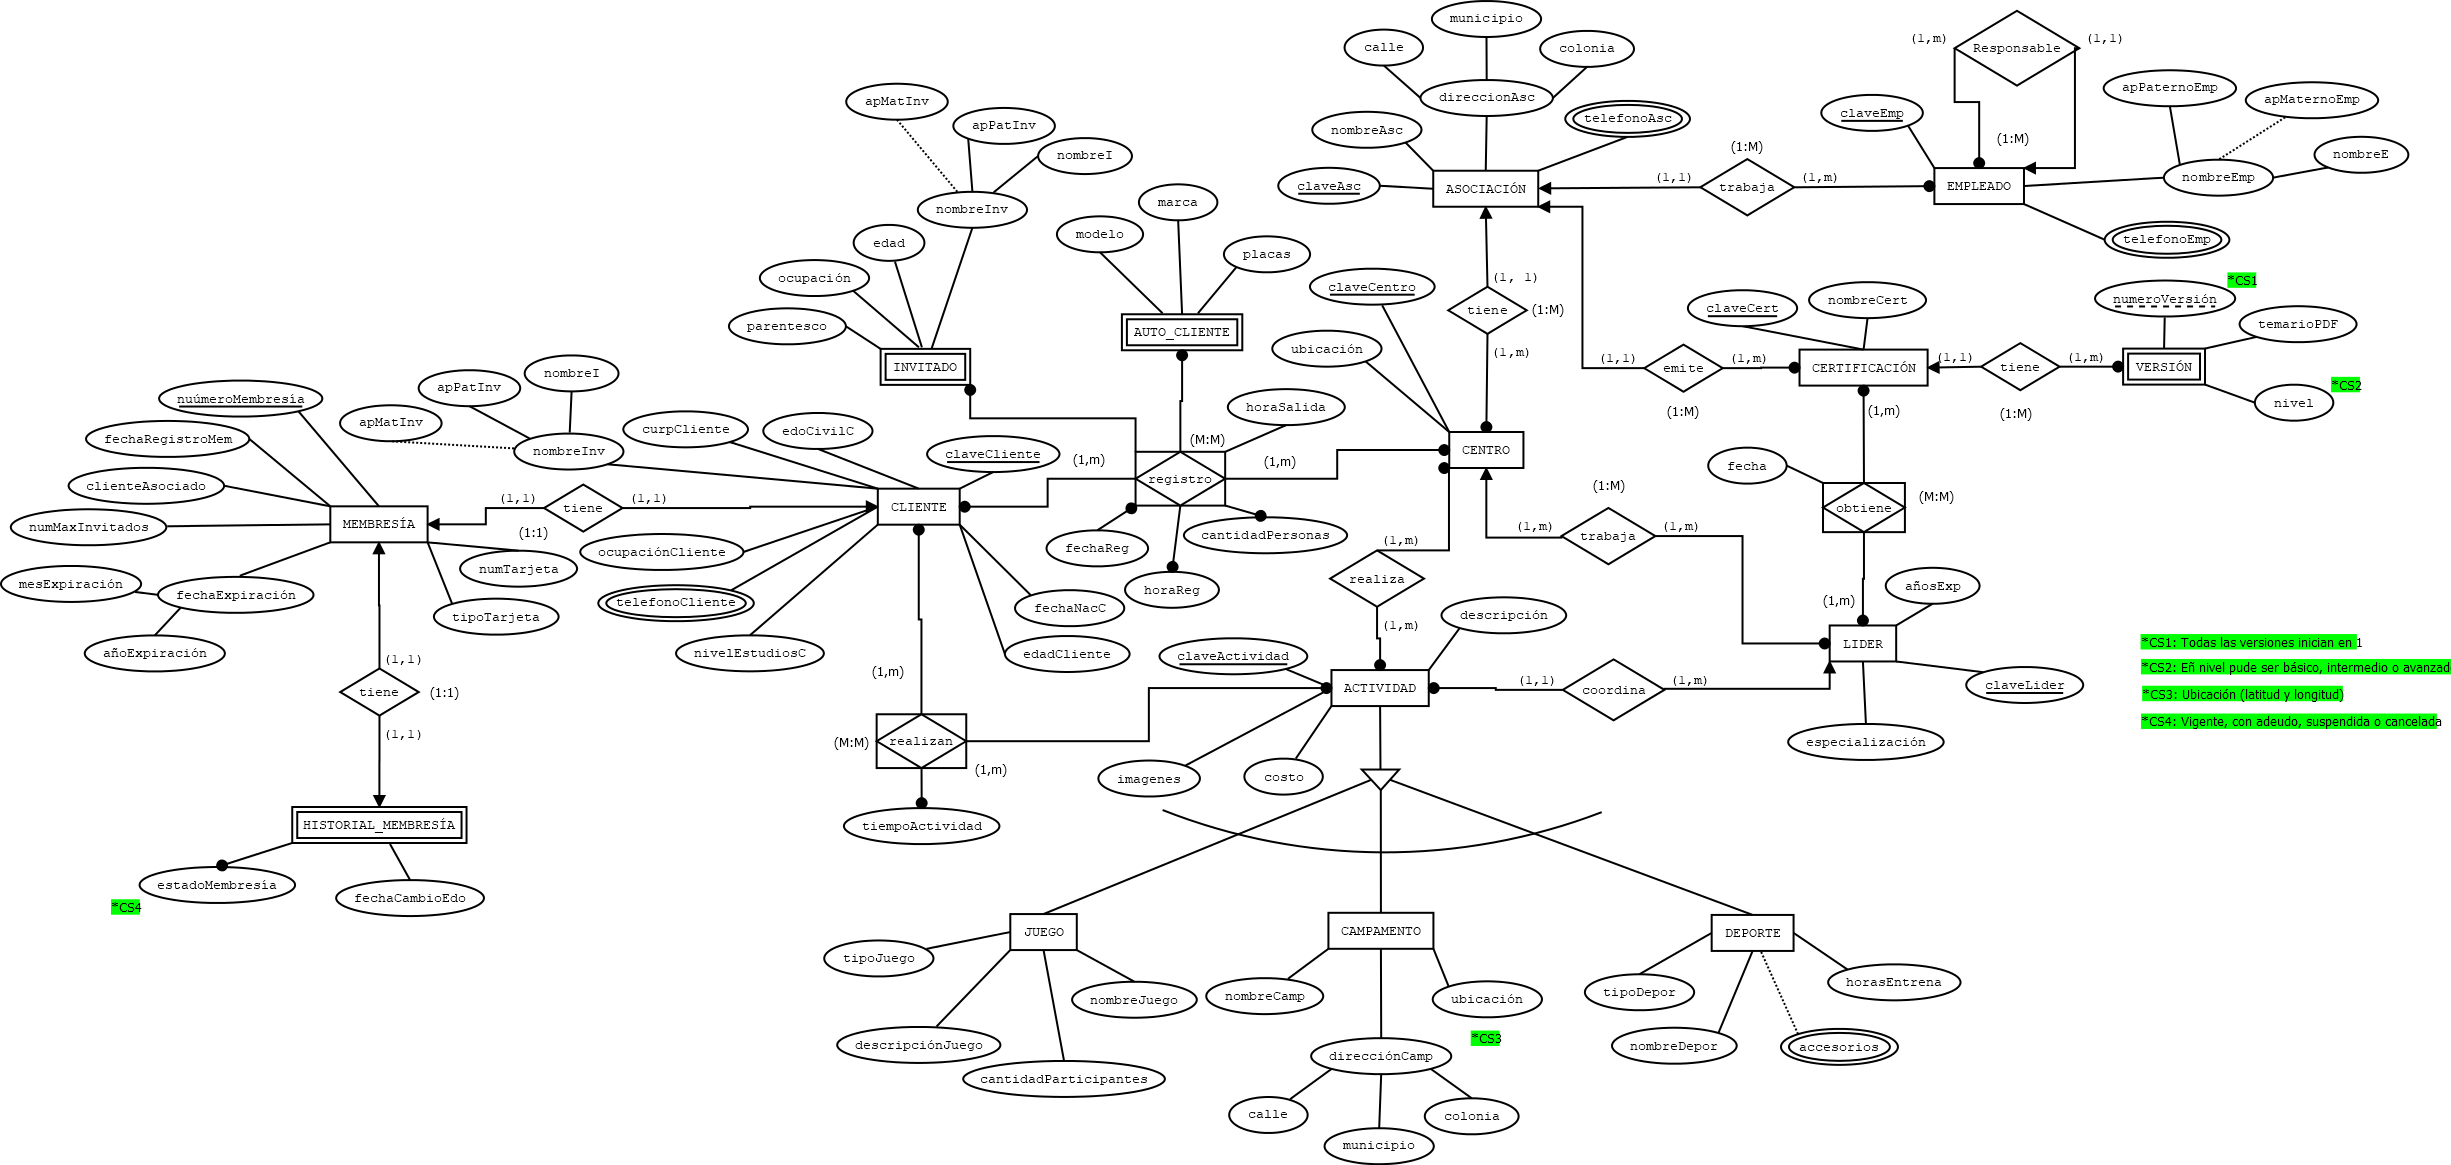 municipio
calle
colonia
direccionAsc
nombreAsc
telefonoAsc
claveAsc
ASOCIACIÓN
(1,1)
(1:M)
trabaja
(1,m)
(1,m)
Responsable
(1,1)
(1:M)
claveEmp
EMPLEADO
apPaternoEmp
apMaternoEmp
nombreE
nombreEmp
telefonoEmp
apMatInv
apPatInv
nombreI
nombreInv
edad
ocupación
parentesco
INVITADO
marca
modelo
placas
AUTO_CLIENTE
claveCentro
ubicación
(1, 1)
tiene
(1:M)
(1,m)
CENTRO
(1,1)
emite
(1,m)
(1:M)
claveCert
nombreCert
CERTIFICACIÓN
(1,1)
tiene
(1,m)
(1:M)
*CS1
numeroVersión
temarioPDF
VERSIÓN
nivel
*CS2
nuúmeroMembresía
fechaRegistroMem
clienteAsociado
numMaxInvitados
MEMBRESÍA
mesExpiración
fechaExpiración
añoExpiración
numTarjeta
tipoTarjeta
apMatInv
apPatInv
nombreI
nombreInv
(1,1)
tiene
(1,1)
(1:1)
curpCliente
edoCivilC
claveCliente
CLIENTE
ocupaciónCliente
telefonoCliente
nivelEstudiosC
fechaNacC
edadCliente
(1,m)
(M:M)
registro
(1,m)
horaSalida
fechaReg
horaReg
cantidadPersonas
(1,m)
fecha
obtiene
(M:M)
(1,m)
(1:M)
(1,m)
trabaja
(1,m)
(1,m)
realiza
(1,m)
añosExp
LIDER
claveLider
especialización
descripción
claveActividad
ACTIVIDAD
imagenes
costo
(1,1)
coordina
(1,m)
(1,1)
tiene
(1:1)
(1,1)
HISTORIAL_MEMBRESÍA
estadoMembresía
fechaCambioEdo
*CS4
(1,m)
(M:M)
realizan
(1,m)
tiempoActividad
*CS1: Todas las versiones inician en 1
*CS2: Eñ nivel pude ser básico, intermedio o avanzad
*CS3: Ubicación (latitud y longitud)
*CS4: Vigente, con adeudo, suspendida o cancelada
JUEGO
tipoJuego
descripciónJuego
nombreJuego
cantidadParticipantes
CAMPAMENTO
nombreCamp
ubicación
*CS3
direcciónCamp
calle
municipio
colonia
DEPORTE
tipoDepor
nombreDepor
accesorios
horasEntrena